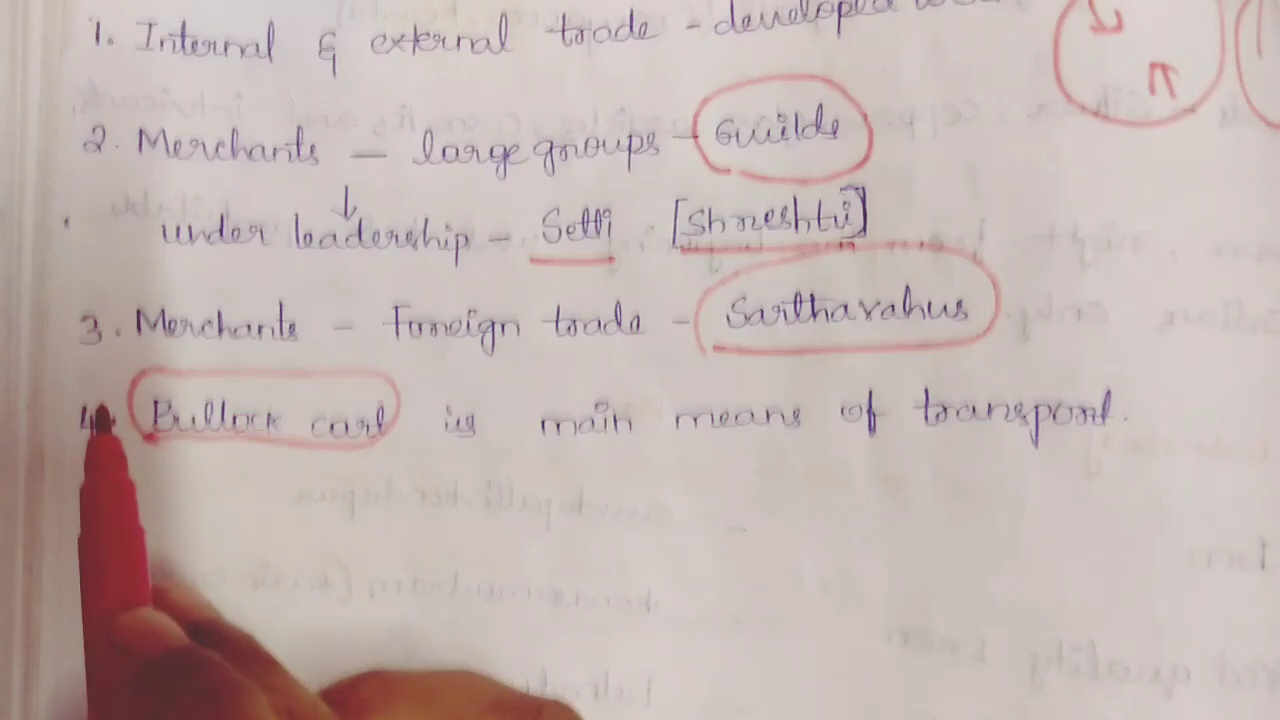 1. Internal & external trade - developed
2. Merchants — large groups - Guilds
↓
under leadership - Setti [Shreshti]
3. Merchants - Foreign trade - Sarthavahus
4. Bullock cart is main means of transport.